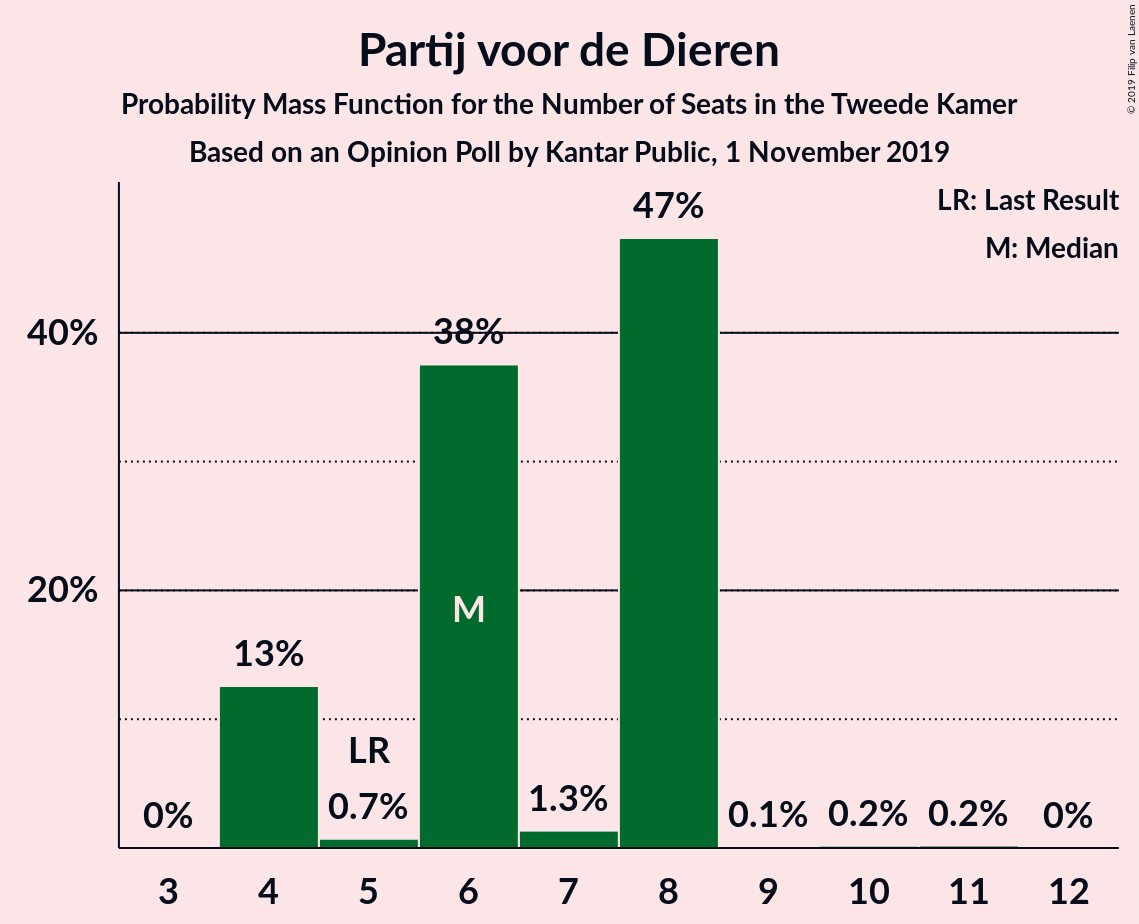 Partij voor de Dieren
Probability Mass Function for the Number of Seats in the Tweede Kamer
Based on an Opinion Poll by Kantar Public, 1 November 2019
© 2019 Filip van Laenen
LR: Last Result
M: Median
47%
40%
38%
20%
M
13%
LR
0%
0.7%
1.3%
0.1%
0.2%
0.2%
0%
3 4 5 6 7 8 9 10 11 12